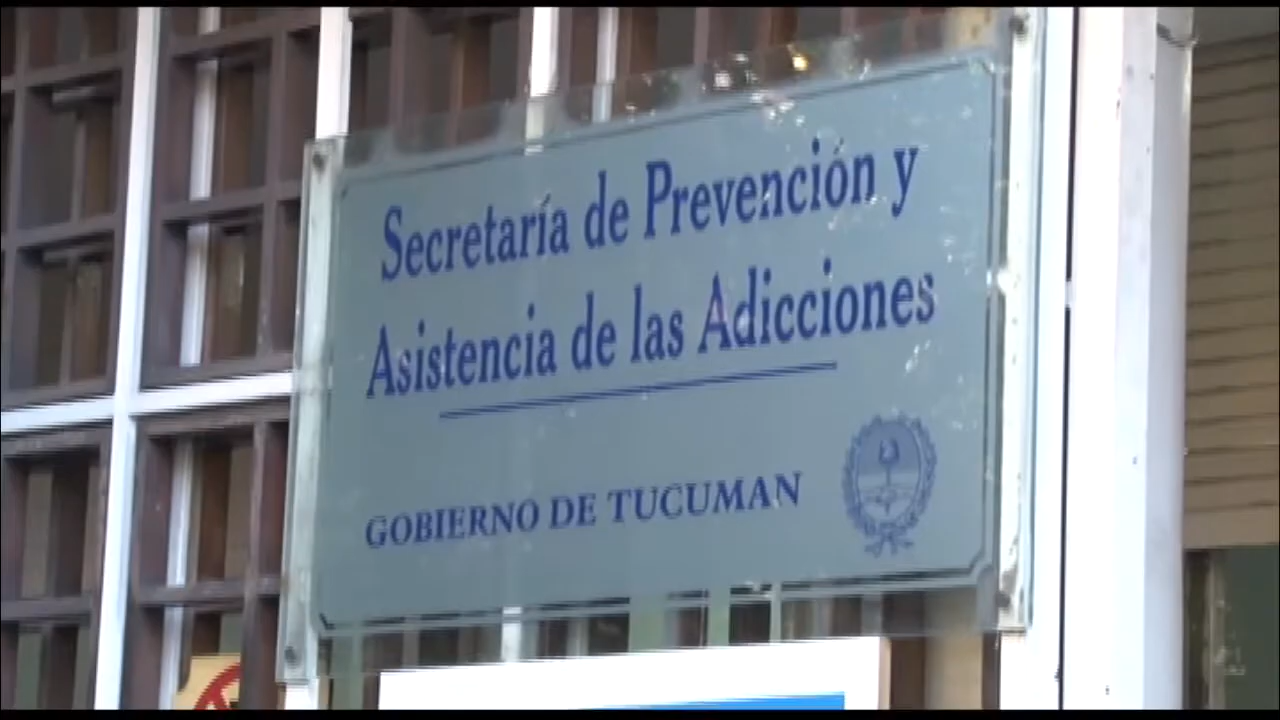 Secretaría de Prevención y
Asistencia de las Adicciones
GOBIERNO DE TUCUMAN